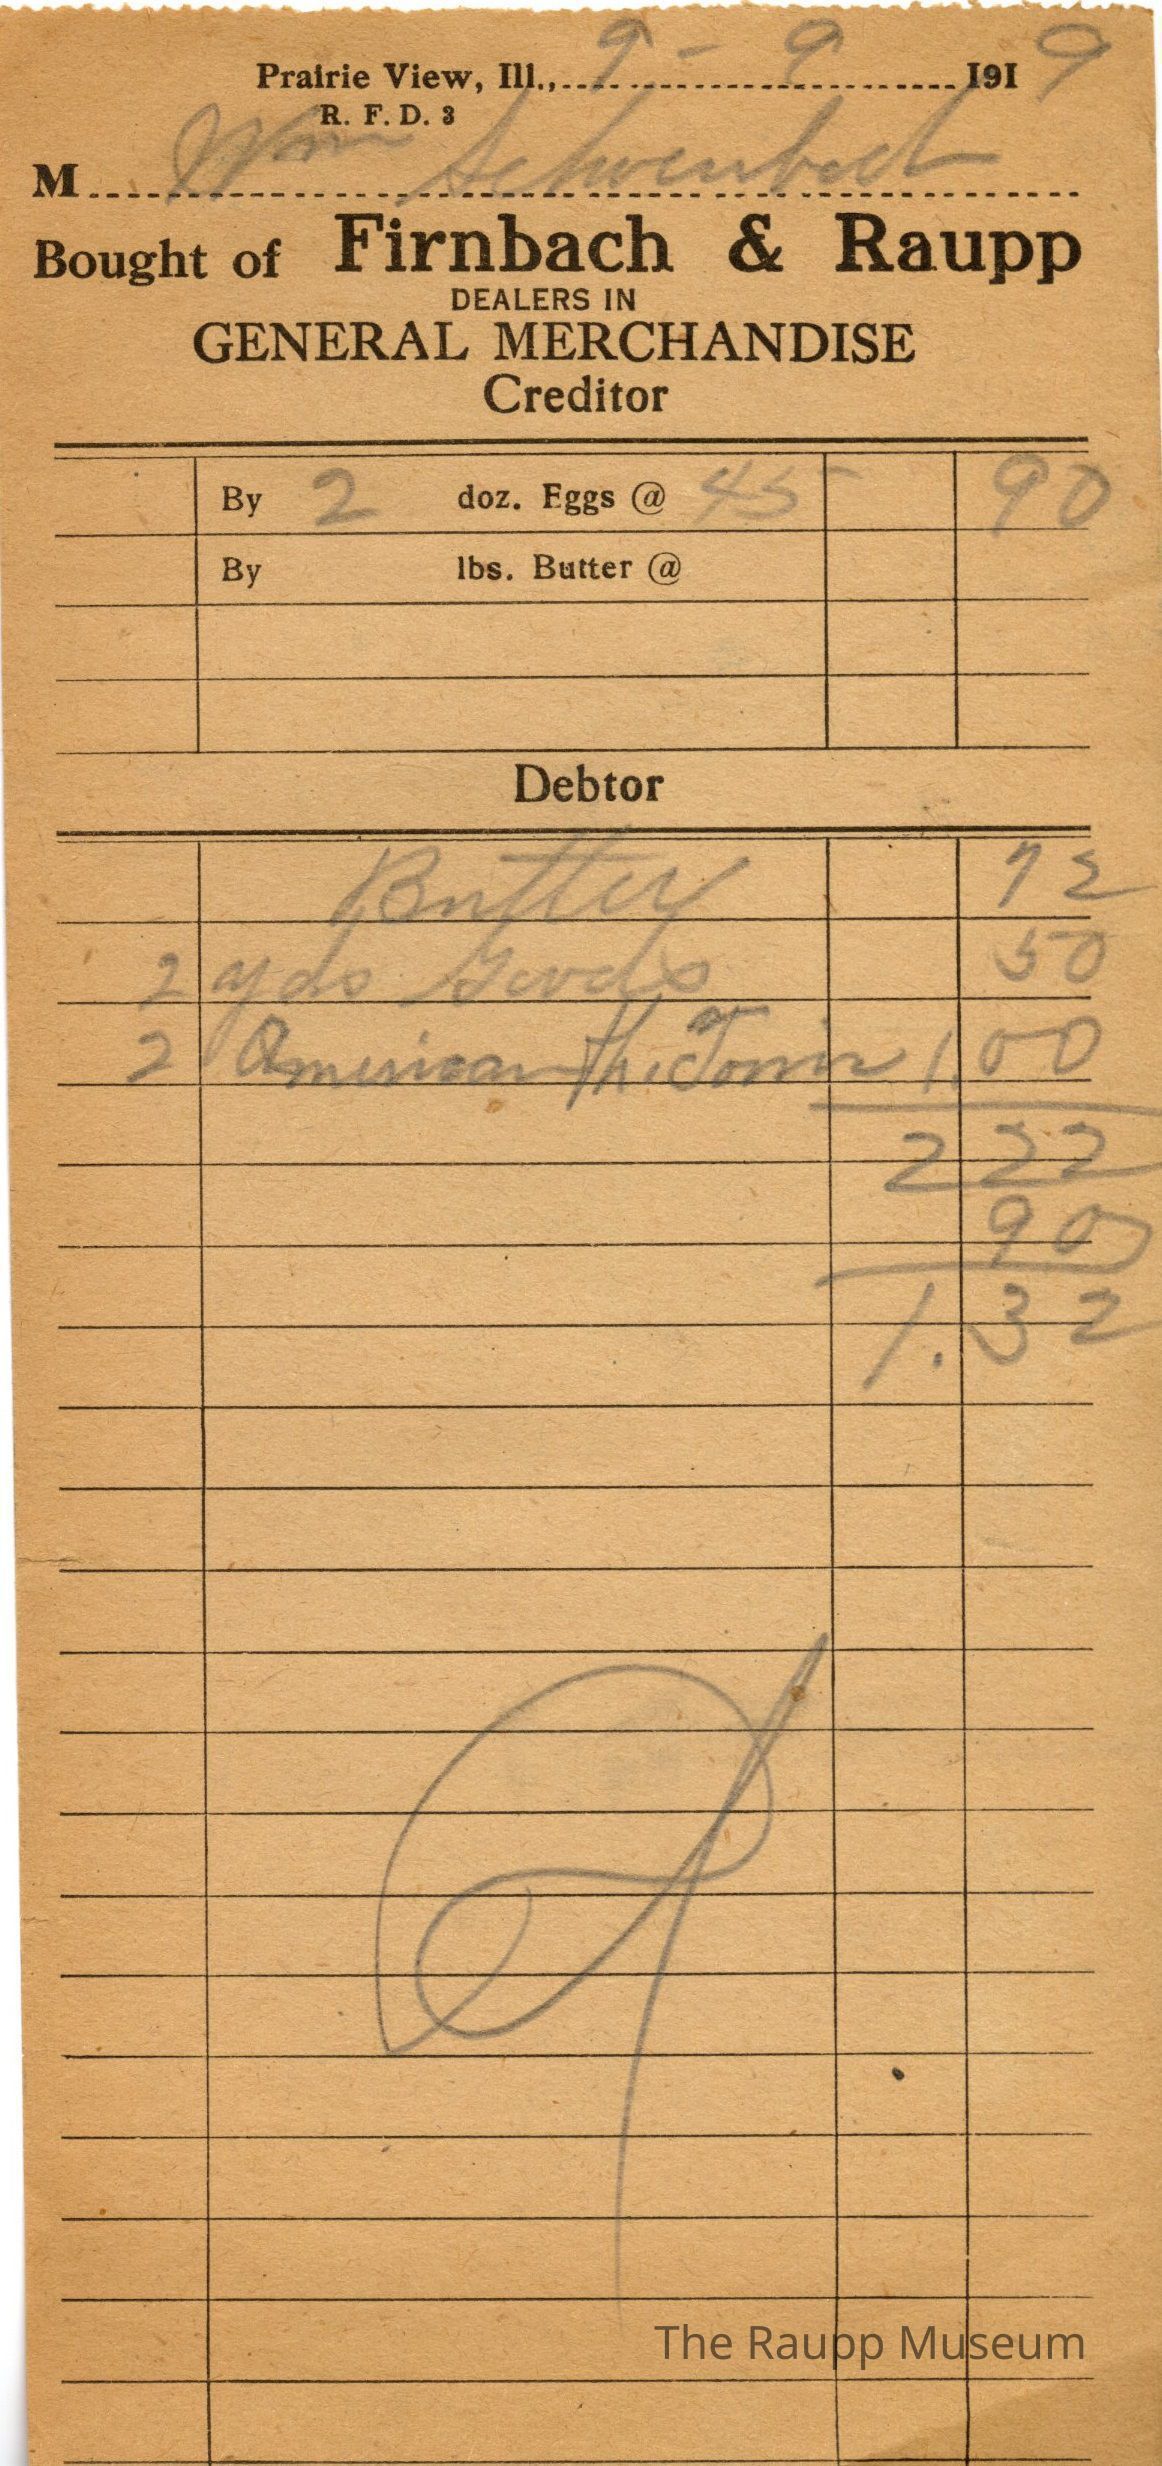 Prairie View, Ill., 9 - 9 1919
R. F. D. 3
M Wm
Bought of Firnbach & Raupp
DEALERS IN
GENERAL MERCHANDISE
Creditor
By 2 doz. Eggs @ 45 90
By lbs. Butter @
Debtor
Butter 72
2 yds Goods 50
2 American 1.00
2 22
90
1.32
The Raupp Museum